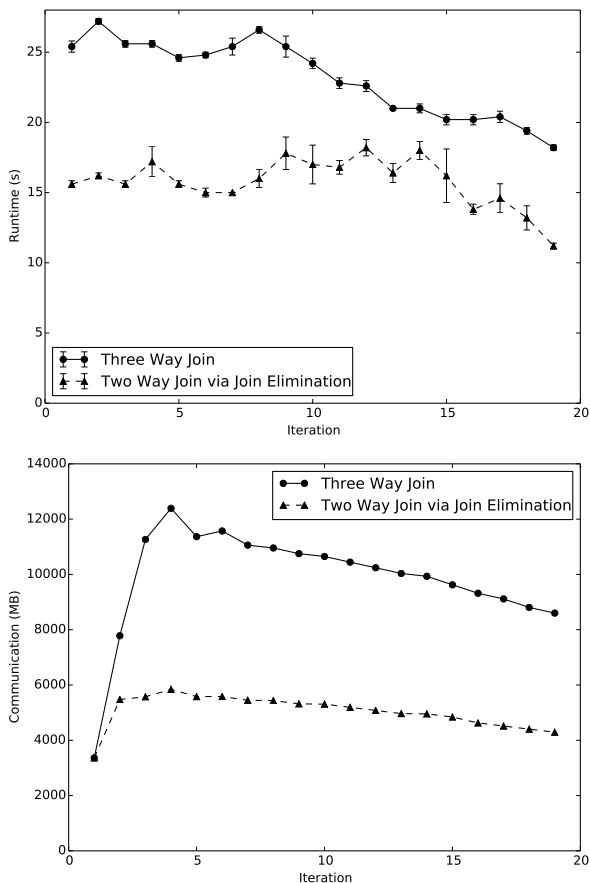 25
20
15
10
5
0
Runtime (s)
Three Way Join
Two Way Join via Join Elimination
0 5 10 15 20
Iteration
14000
12000
10000
8000
6000
4000
2000
0
Communication (MB)
Three Way Join
Two Way Join via Join Elimination
0 5 10 15 20
Iteration